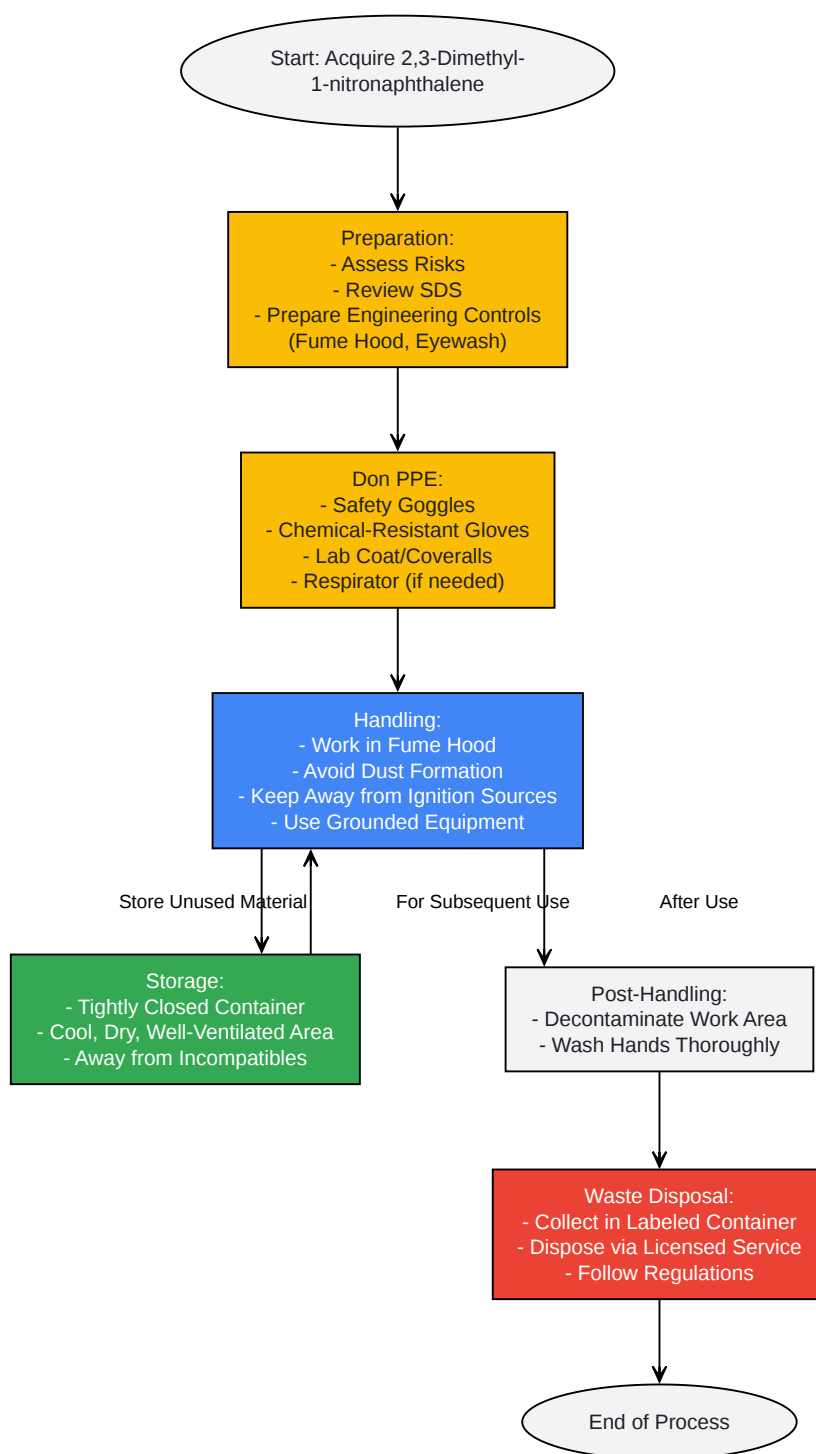 Start: Acquire 2,3-Dimethyl-
1-nitronaphthalene
Preparation:
- Assess Risks
- Review SDS
- Prepare Engineering Controls
(Fume Hood, Eyewash)
Don PPE:
- Safety Goggles
- Chemical-Resistant Gloves
- Lab Coat/Coveralls
- Respirator (if needed)
Handling:
- Work in Fume Hood
- Avoid Dust Formation
- Keep Away from Ignition Sources
- Use Grounded Equipment
Store Unused Material
For Subsequent Use
After Use
Storage:
- Tightly Closed Container
- Cool, Dry, Well-Ventilated Area
- Away from Incompatibles
Post-Handling:
- Decontaminate Work Area
- Wash Hands Thoroughly
Waste Disposal:
- Collect in Labeled Container
- Dispose via Licensed Service
- Follow Regulations
End of Process